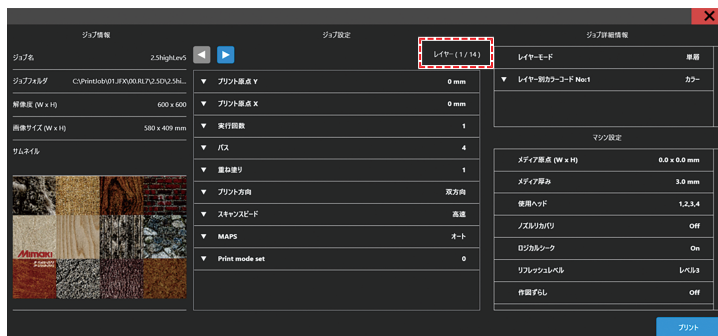 ジョブ情報
ジョブ名 2.5highLev5
ジョブフォルダ C:\PrintJob\01.JFX\00.RL7\2.5D\2.5hi...
解像度 (W x H) 600 x 600
画像サイズ (W x H) 580 x 409 mm
サムネイル
Mimaki
ジョブ設定
レイヤー ( 1 / 14 )
▼ プリント原点 Y 0 mm
▼ プリント原点 X 0 mm
▼ 実行回数 1
▼ パス 4
▼ 重ね塗り 1
▼ プリント方向 双方向
▼ スキャンスピード 高速
▼ MAPS オート
▼ Print mode set 0
ジョブ詳細情報
レイヤーモード 単層
▼ レイヤー別カラーコード No:1 カラー
マシン設定
メディア原点 (W x H) 0.0 x 0.0 mm
メディア厚み 3.0 mm
使用ヘッド 1,2,3,4
ノズルリカバリ Off
ロジカルシーク On
リフレッシュレベル レベル3
作図ずらし Off
プリント